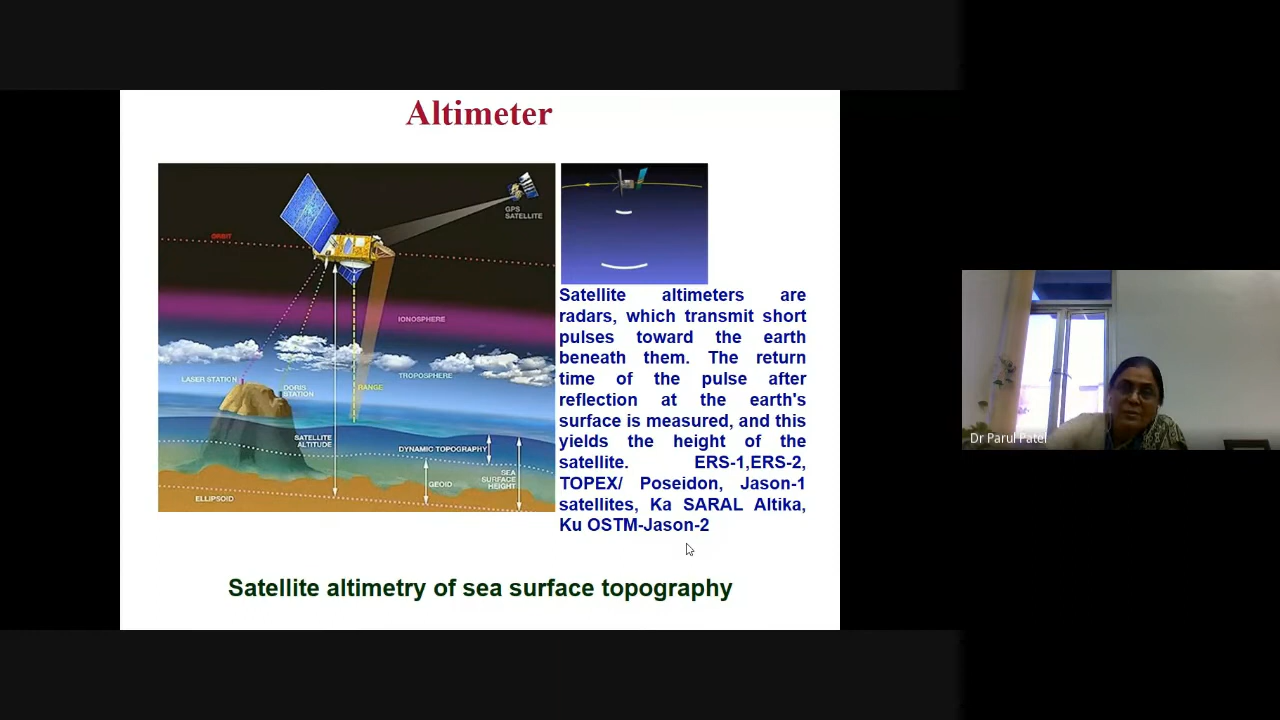 Altimeter
GPS
SATELLITE
ORBIT
IONOSPHERE
LASER STATION
DORIS
STATION
TROPOSPHERE
RANGE
SATELLITE
ALTITUDE
DYNAMIC TOPOGRAPHY
SEA
SURFACE
HEIGHT
GEOID
ELLIPSOID
Satellite altimeters are
radars, which transmit short
pulses toward the earth
beneath them. The return
time of the pulse after
reflection at the earth's
surface is measured, and this
yields the height of the
satellite. ERS-1,ERS-2,
TOPEX/ Poseidon, Jason-1
satellites, Ka SARAL Altika,
Ku OSTM-Jason-2
Satellite altimetry of sea surface topography
Dr Parul Patel